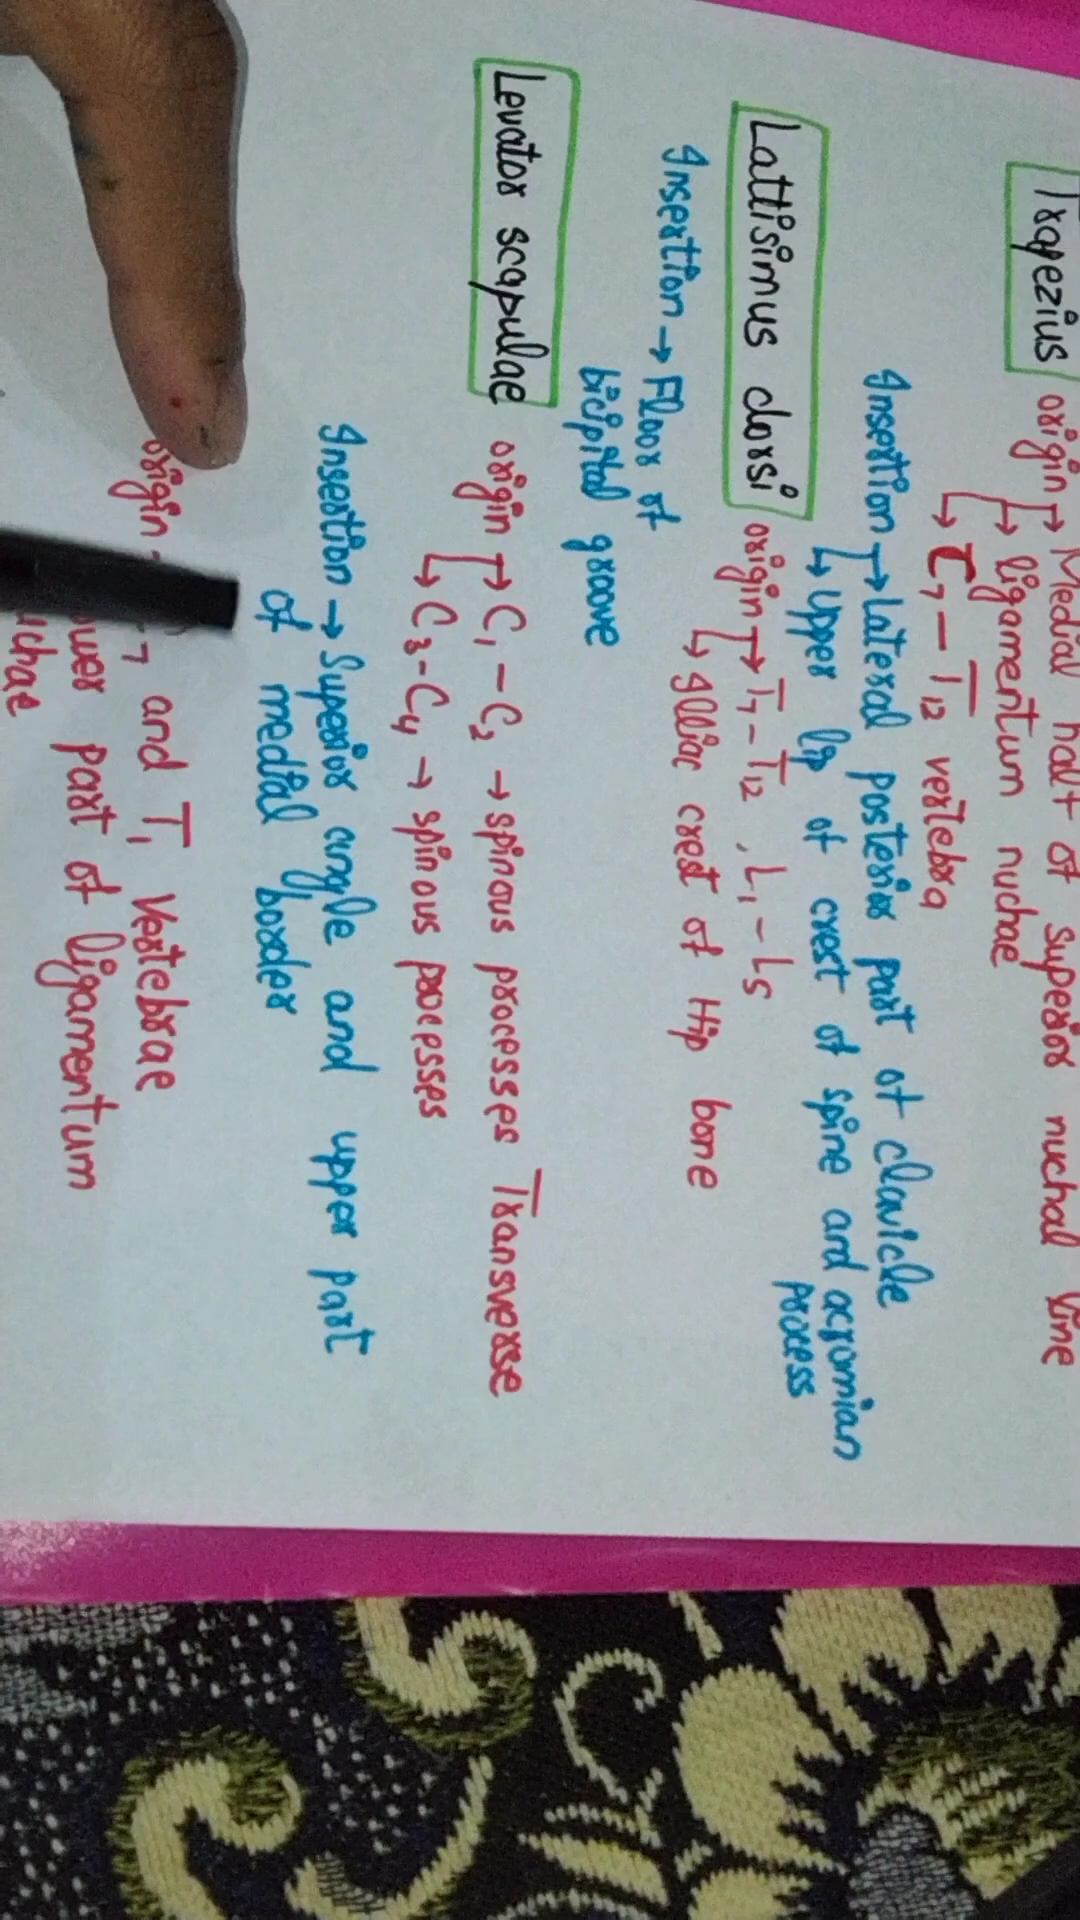 Trapezius origin → Medial half of superior nuchal line
→ ligamentum nuchae
→ C7 – T12 vertebra
Insertion → Lateral posterior part of clavicle
→ upper lip of crest of spine and acromian
process
Lattisimus dorsi origin → T7 – T12, L1 – L5
→ Illiac crest of Hip bone
Insertion → Floor of
bicipital groove
Levator scapulae origin → C1 – C2 → spinous processes Transverse
→ C3 – C4 → spinous processes
Insertion → Superior angle and upper part
of medial border
origin 7 and T1 Vertebrae
part of ligamentum